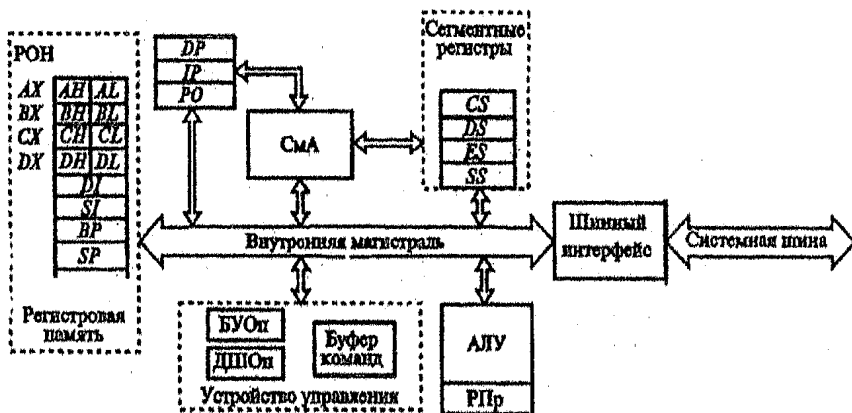 РОН
AX AH AL
BX BH BL
CX CH CL
DX DH DL
DI
SI
BP
SP
Регистровая
память
DP
IP
PO
СмА
Сегментные
регистры
CS
DS
ES
SS
Внутренняя магистраль
Шинный
интерфейс
Системная шина
БУОп
ДШОп
Буфер
команд
Устройство управления
АЛУ
РПр